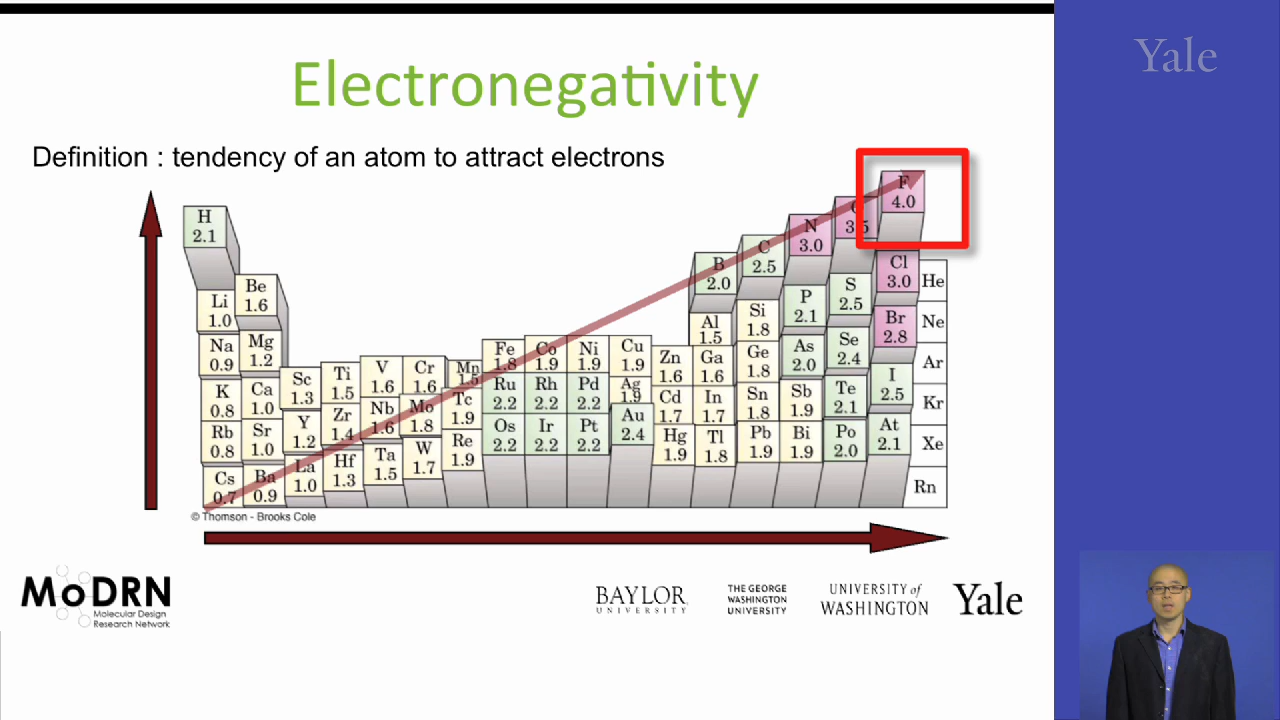 Yale
Electronegativity
Definition : tendency of an atom to attract electrons
H
2.1
Li
1.0
Be
1.6
Na
0.9
Mg
1.2
K
0.8
Ca
1.0
Sc
1.3
Ti
1.5
V
1.6
Cr
1.6
Mn
1.5
Fe
1.8
Co
1.9
Ni
1.9
Cu
1.9
Zn
1.6
Ga
1.6
Ge
1.8
As
2.0
Se
2.4
Br
2.8
Kr
B
2.0
C
2.5
N
3.0
3.5
F
4.0
Ne
Al
1.5
Si
1.8
P
2.1
S
2.5
Cl
3.0
He
Ar
Rb
0.8
Sr
1.0
Y
1.2
Zr
1.4
Nb
1.6
Mo
1.8
Tc
1.9
Ru
2.2
Rh
2.2
Pd
2.2
Ag
1.9
Cd
1.7
In
1.7
Sn
1.8
Sb
1.9
Te
2.1
I
2.5
Xe
Cs
0.7
Ba
0.9
La
1.0
Hf
1.3
Ta
1.5
W
1.7
Re
1.9
Os
2.2
Ir
2.2
Pt
2.2
Au
2.4
Hg
1.9
Tl
1.8
Pb
1.9
Bi
1.9
Po
2.0
At
2.1
Rn
© Thomson - Brooks Cole
MoDRN
Molecular Design
Research Network
BAYLOR
UNIVERSITY
THE GEORGE
WASHINGTON
UNIVERSITY
UNIVERSITY of
WASHINGTON
Yale